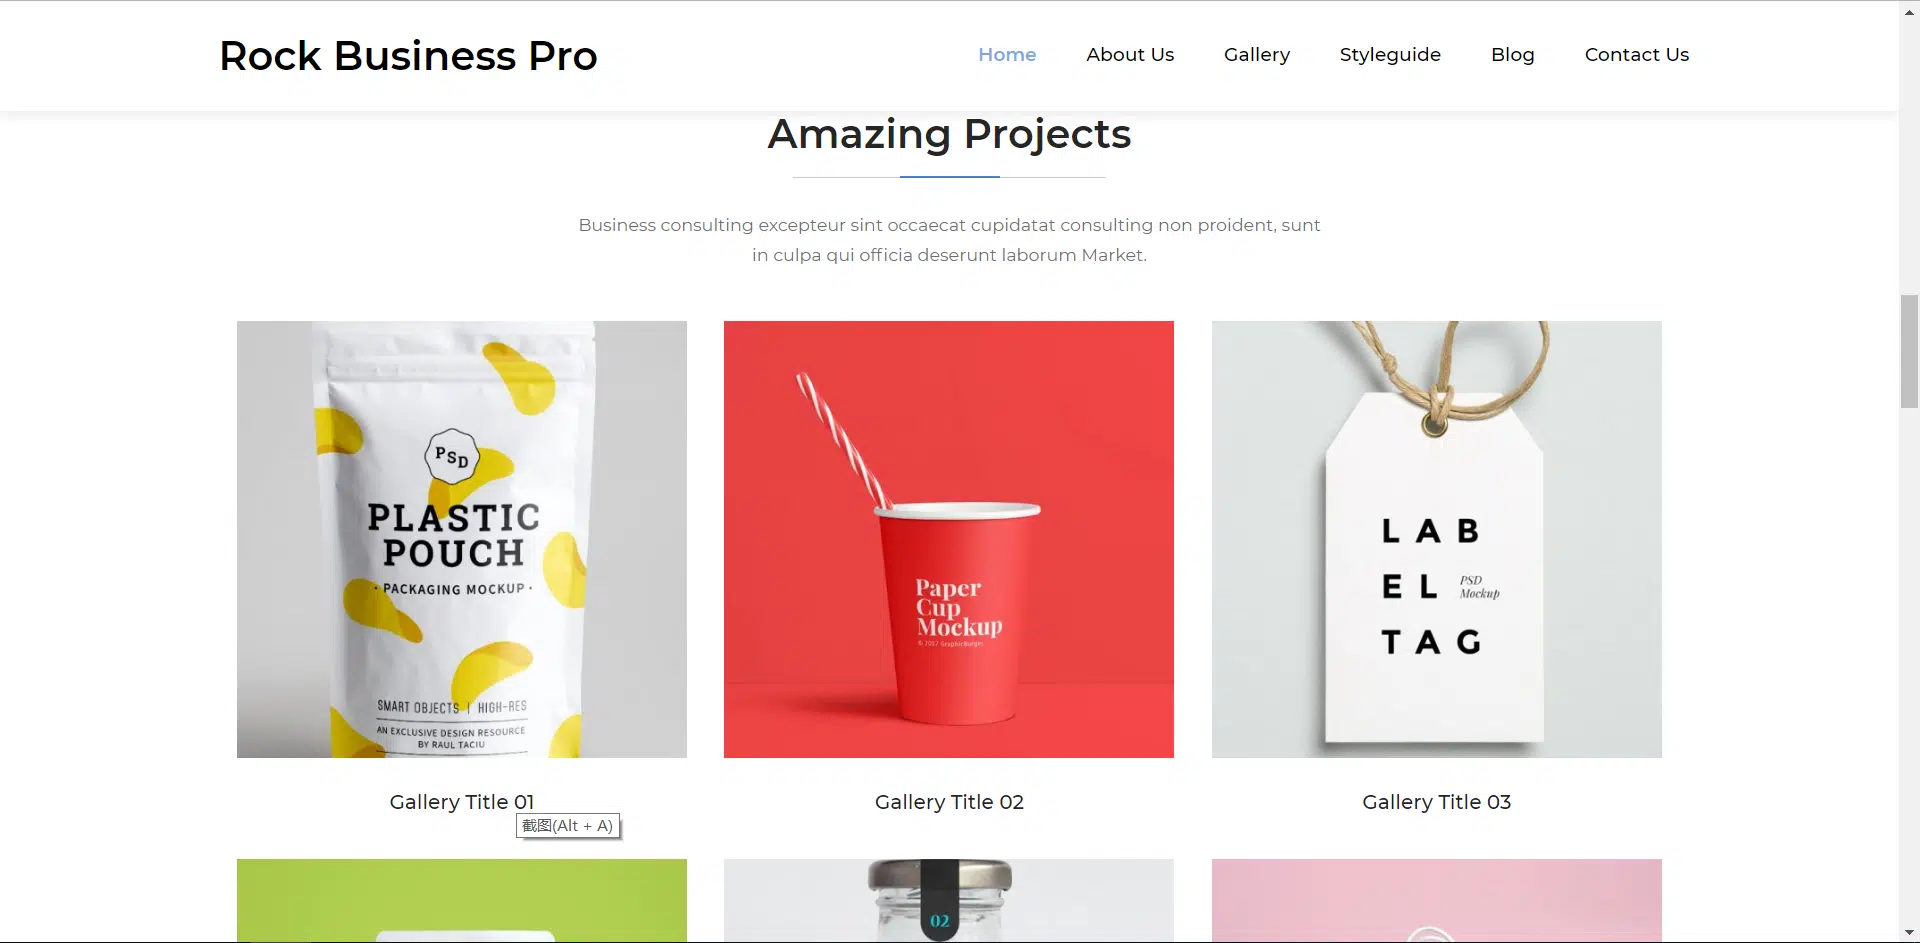 Rock Business Pro
Home
About Us
Gallery
Styleguide
Blog
Contact Us
Amazing Projects
Business consulting excepteur sint occaecat cupidatat consulting non proident, sunt
in culpa qui officia deserunt laborum Market.
PSD
PLASTIC
POUCH
• PACKAGING MOCKUP •
SMART OBJECTS | HIGH-RES
AN EXCLUSIVE DESIGN RESOURCE
BY RAUL TACIU
Paper
Cup
Mockup
© 2017 GraphicBurger
LAB
EL
PSD
Mockup
TAG
Gallery Title 01
Gallery Title 02
Gallery Title 03
截图(Alt + A)
02